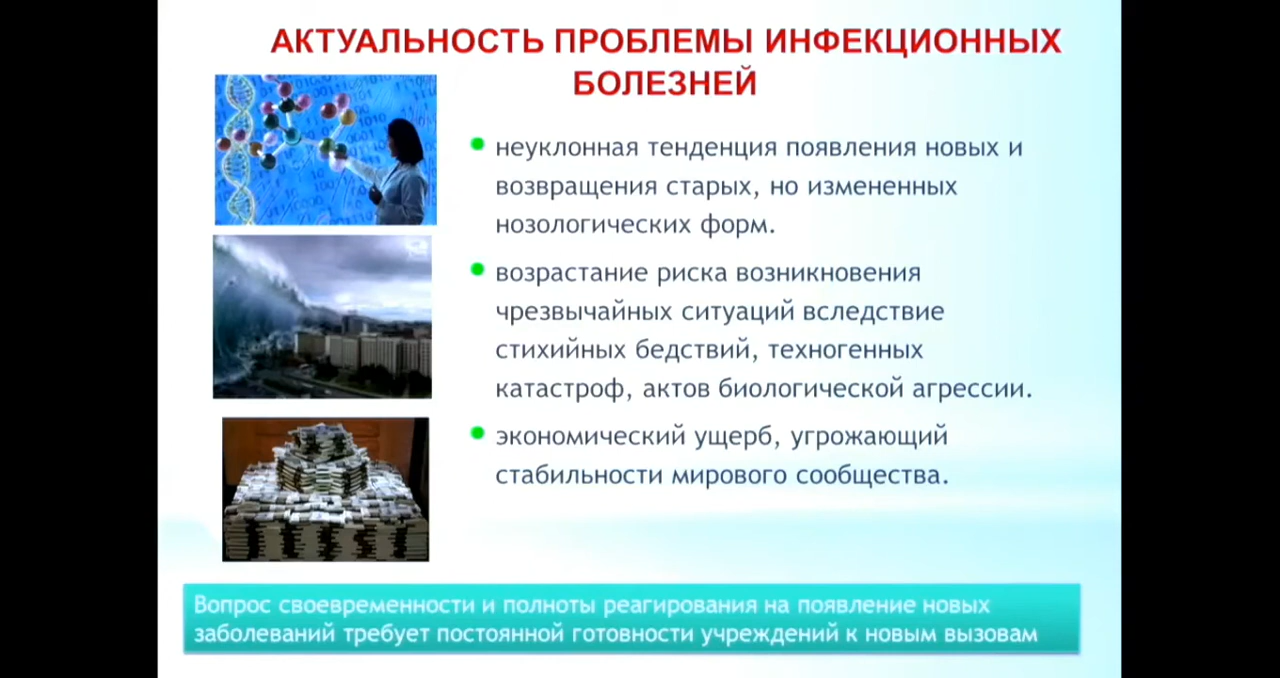 АКТУАЛЬНОСТЬ ПРОБЛЕМЫ ИНФЕКЦИОННЫХ
БОЛЕЗНЕЙ
неуклонная тенденция появления новых и
возвращения старых, но измененных
нозологических форм.
возрастание риска возникновения
чрезвычайных ситуаций вследствие
стихийных бедствий, техногенных
катастроф, актов биологической агрессии.
экономический ущерб, угрожающий
стабильности мирового сообщества.
Вопрос своевременности и полноты реагирования на появление новых
заболеваний требует постоянной готовности учреждений к новым вызовам